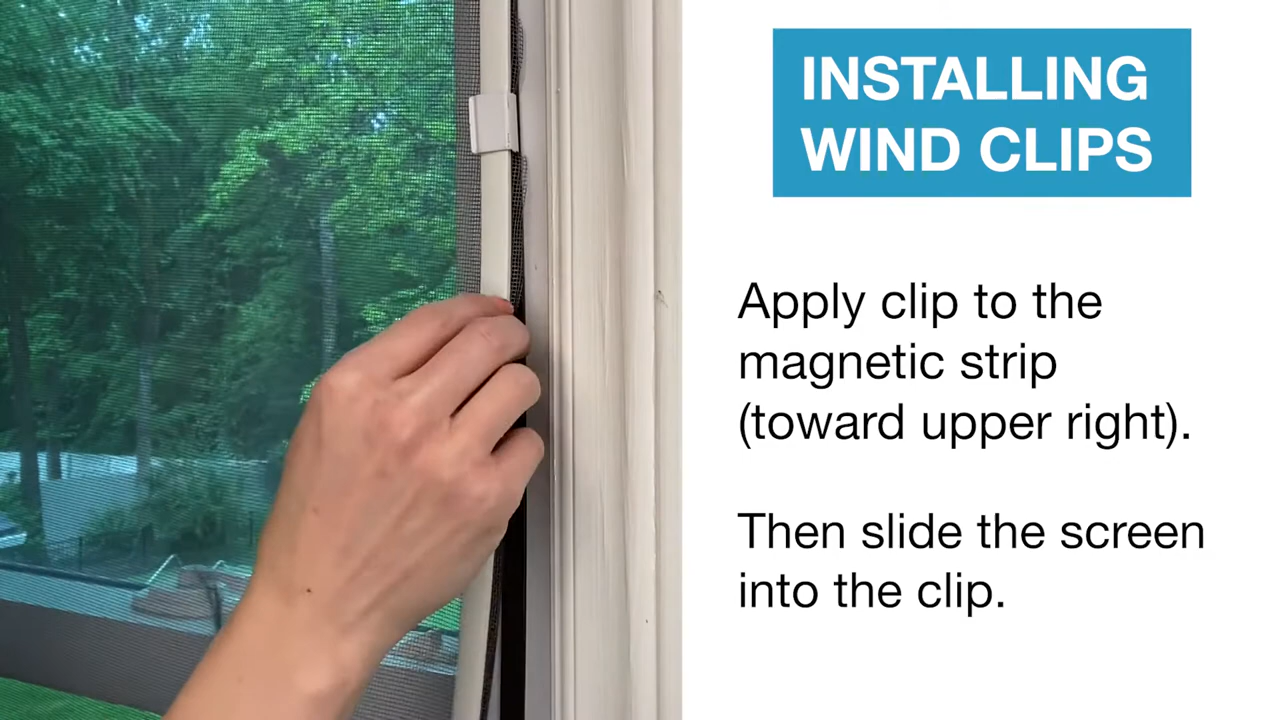 INSTALLING
WIND CLIPS
Apply clip to the
magnetic strip
(toward upper right).
Then slide the screen
into the clip.